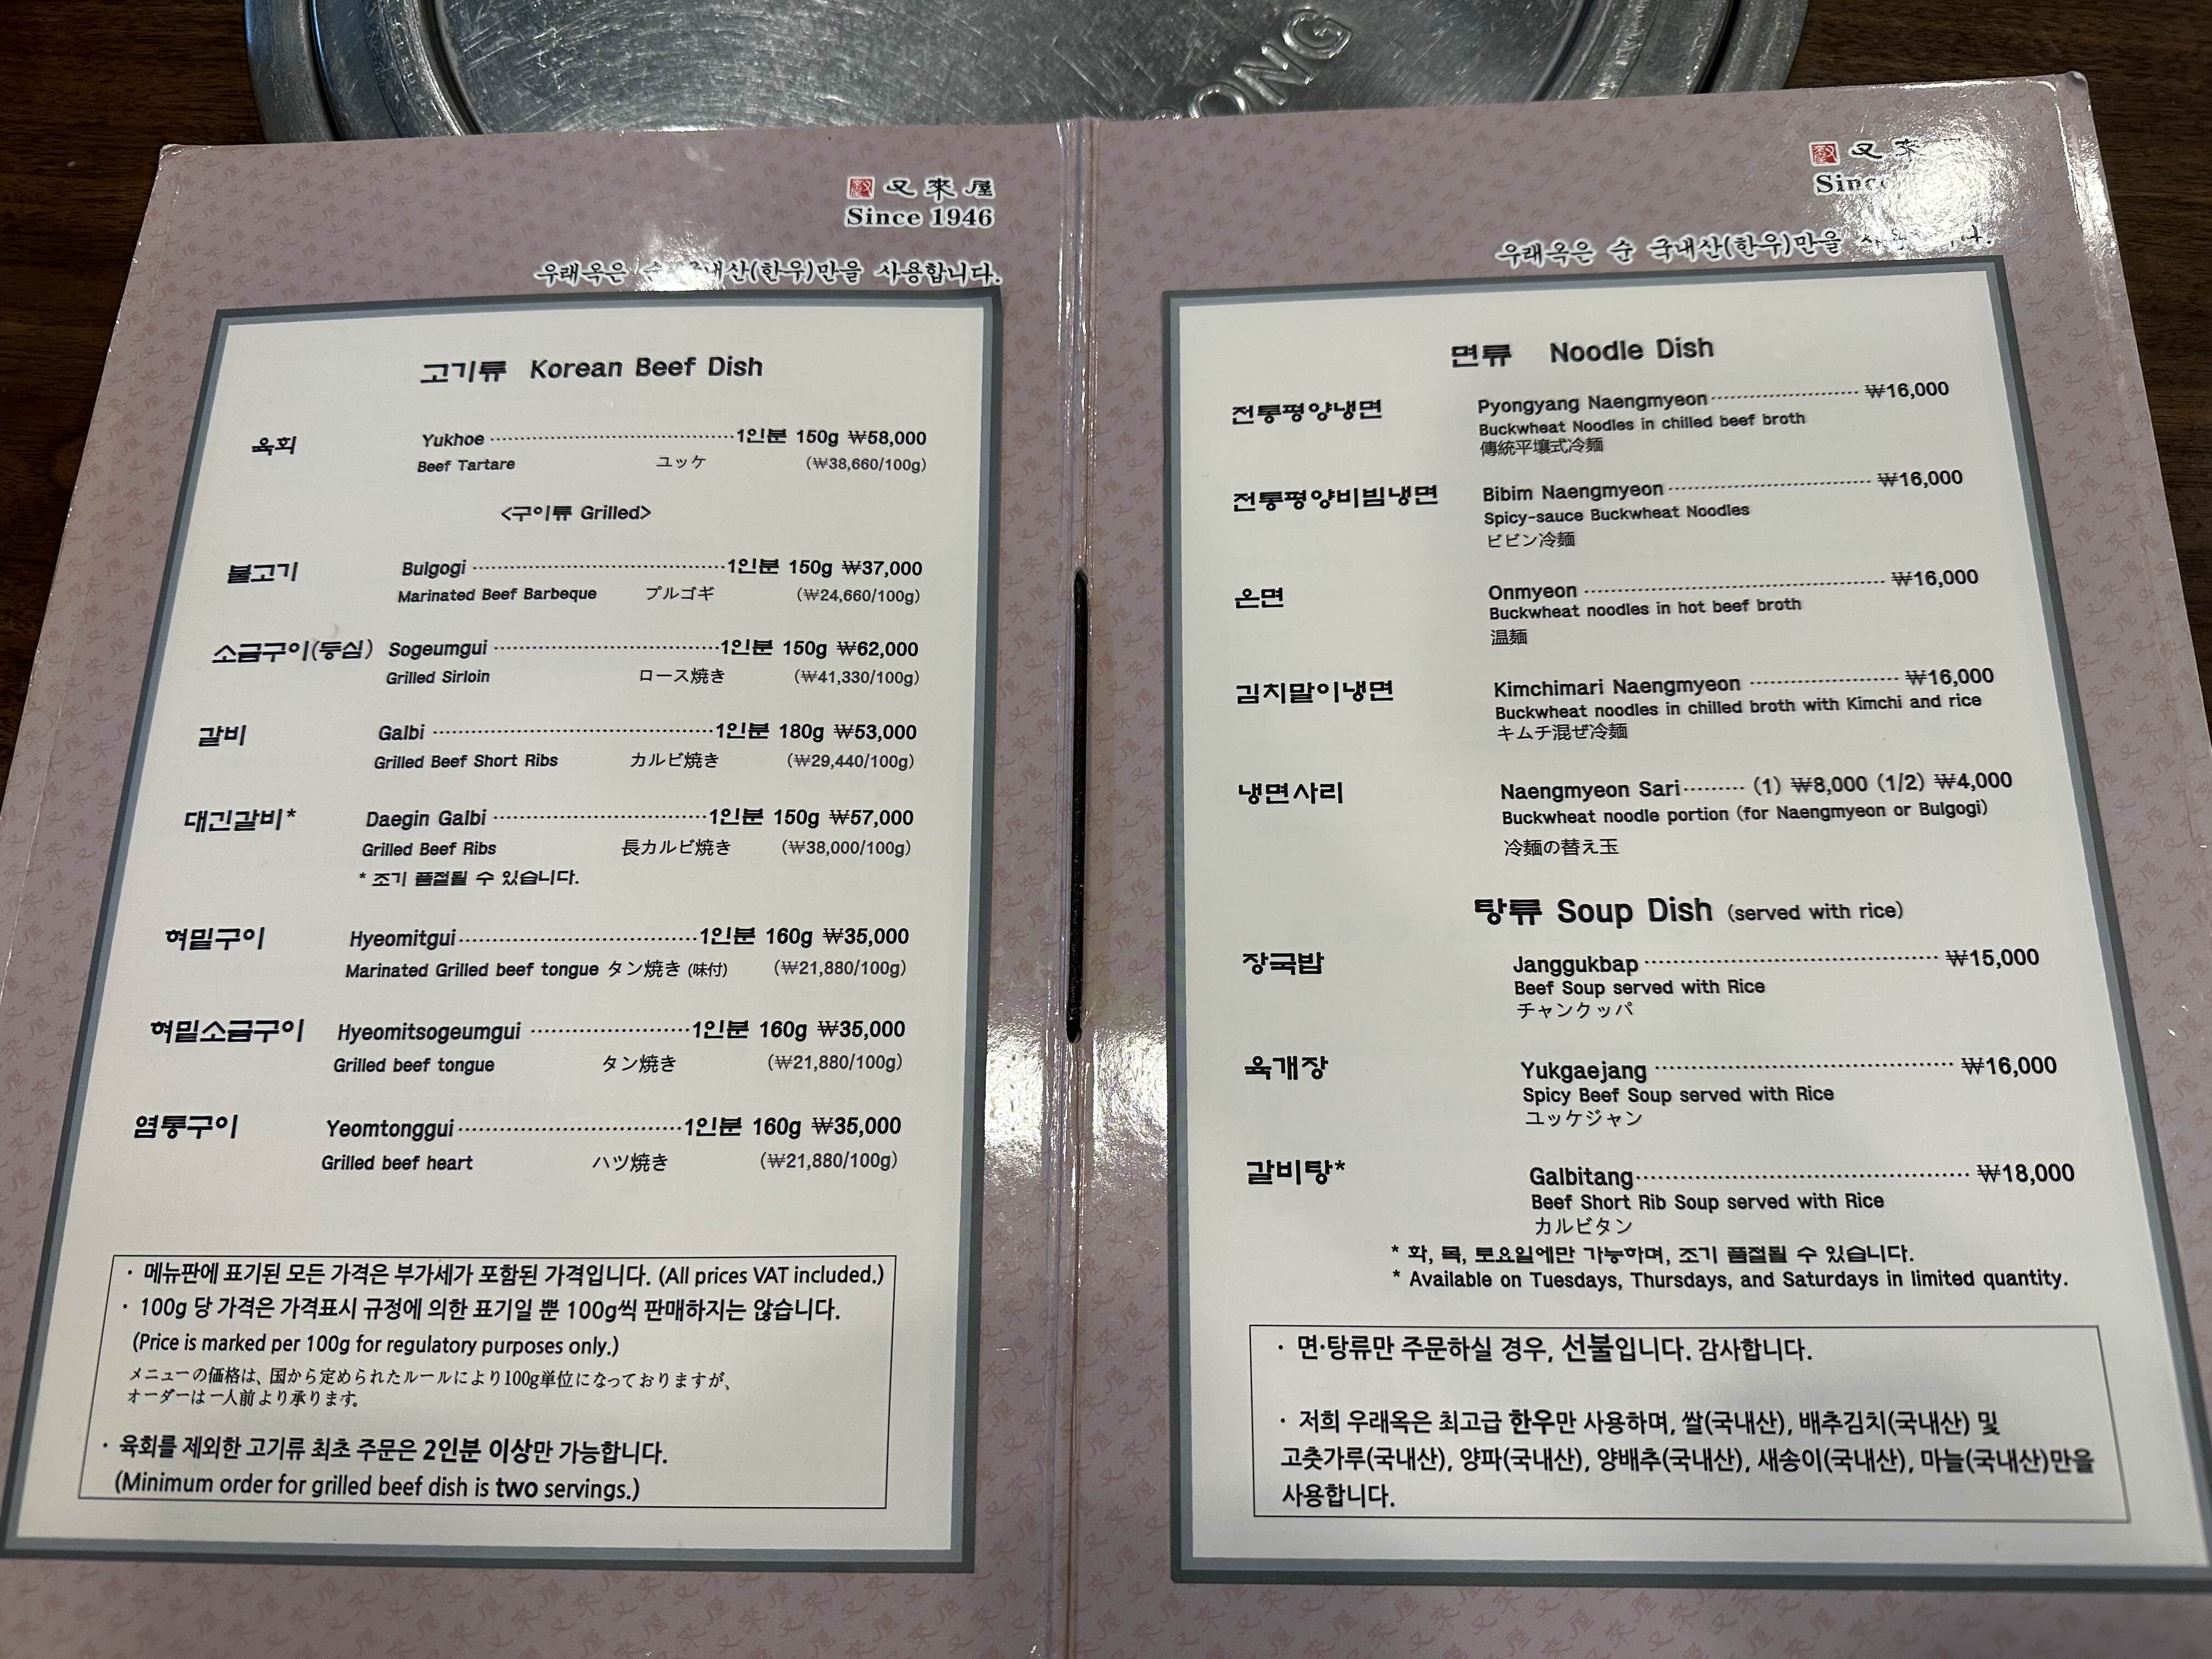 SONG
又來屋
Since 1946
우래옥은 순 국내산(한우)만을 사용합니다.
고기류 Korean Beef Dish
육회 Yukhoe 1인분 150g ₩58,000
Beef Tartare ユッケ (₩38,660/100g)
<구이류 Grilled>
불고기 Bulgogi 1인분 150g ₩37,000
Marinated Beef Barbeque プルゴギ (₩24,660/100g)
소금구이(등심) Sogeumgui 1인분 150g ₩62,000
Grilled Sirloin ロース焼き (₩41,330/100g)
갈비 Galbi 1인분 180g ₩53,000
Grilled Beef Short Ribs カルビ焼き (₩29,440/100g)
대긴갈비* Daegin Galbi 1인분 150g ₩57,000
Grilled Beef Ribs 長カルビ焼き (₩38,000/100g)
* 조기 품절될 수 있습니다.
혀밑구이 Hyeomitgui 1인분 160g ₩35,000
Marinated Grilled beef tongue タン焼き (味付) (₩21,880/100g)
혀밑소금구이 Hyeomitsogeumgui 1인분 160g ₩35,000
Grilled beef tongue タン焼き (₩21,880/100g)
염통구이 Yeomtonggui 1인분 160g ₩35,000
Grilled beef heart ハツ焼き (₩21,880/100g)
· 메뉴판에 표기된 모든 가격은 부가세가 포함된 가격입니다. (All prices VAT included.)
· 100g 당 가격은 가격표시 규정에 의한 표기일 뿐 100g씩 판매하지는 않습니다.
(Price is marked per 100g for regulatory purposes only.)
メニューの価格は、国から定められたルールにより100g単位になっておりますが、
オーダーは一人前より承ります。
· 육회를 제외한 고기류 최초 주문은 2인분 이상만 가능합니다.
(Minimum order for grilled beef dish is two servings.)
又來
Since
우래옥은 순 국내산(한우)만을
면류 Noodle Dish
전통평양냉면 Pyongyang Naengmyeon ₩16,000
Buckwheat Noodles in chilled beef broth
傳統平壤式冷麺
전통평양비빔냉면 Bibim Naengmyeon ₩16,000
Spicy-sauce Buckwheat Noodles
ビビン冷麺
온면 Onmyeon ₩16,000
Buckwheat noodles in hot beef broth
温麺
김치말이냉면 Kimchimari Naengmyeon ₩16,000
Buckwheat noodles in chilled broth with Kimchi and rice
キムチ混ぜ冷麺
냉면사리 Naengmyeon Sari (1) ₩8,000 (1/2) ₩4,000
Buckwheat noodle portion (for Naengmyeon or Bulgogi)
冷麺の替え玉
탕류 Soup Dish (served with rice)
장국밥 Janggukbap ₩15,000
Beef Soup served with Rice
チャンクッパ
육개장 Yukgaejang ₩16,000
Spicy Beef Soup served with Rice
ユッケジャン
갈비탕* Galbitang ₩18,000
Beef Short Rib Soup served with Rice
カルビタン
* 화, 목, 토요일에만 가능하며, 조기 품절될 수 있습니다.
* Available on Tuesdays, Thursdays, and Saturdays in limited quantity.
· 면·탕류만 주문하실 경우, 선불입니다. 감사합니다.
· 저희 우래옥은 최고급 한우만 사용하며, 쌀(국내산), 배추김치(국내산) 및
고춧가루(국내산), 양파(국내산), 양배추(국내산), 새송이(국내산), 마늘(국내산)만을
사용합니다.